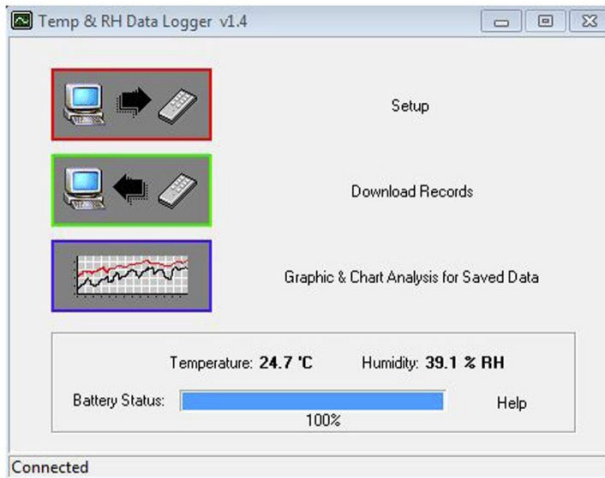 Temp & RH Data Logger v1.4
Setup
Download Records
Graphic & Chart Analysis for Saved Data
Temperature: 24.7 'C Humidity: 39.1 % RH
Battery Status: Help
100%
Connected